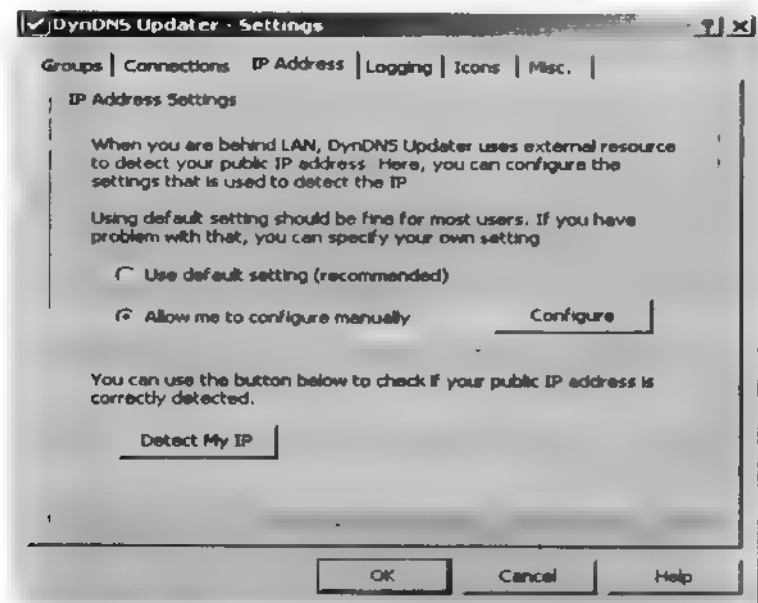 DynDNS Updater - Settings
Groups Connections IP Address Logging Icons Misc.
IP Address Settings
When you are behind LAN, DynDNS Updater uses external resource
to detect your public IP address Here, you can configure the
settings that is used to detect the IP
Using default setting should be fine for most users. If you have
problem with that, you can specify your own setting
Use default setting (recommended)
Allow me to configure manually Configure
You can use the button below to check if your public IP address is
correctly detected.
Detect My IP
OK Cancel Help